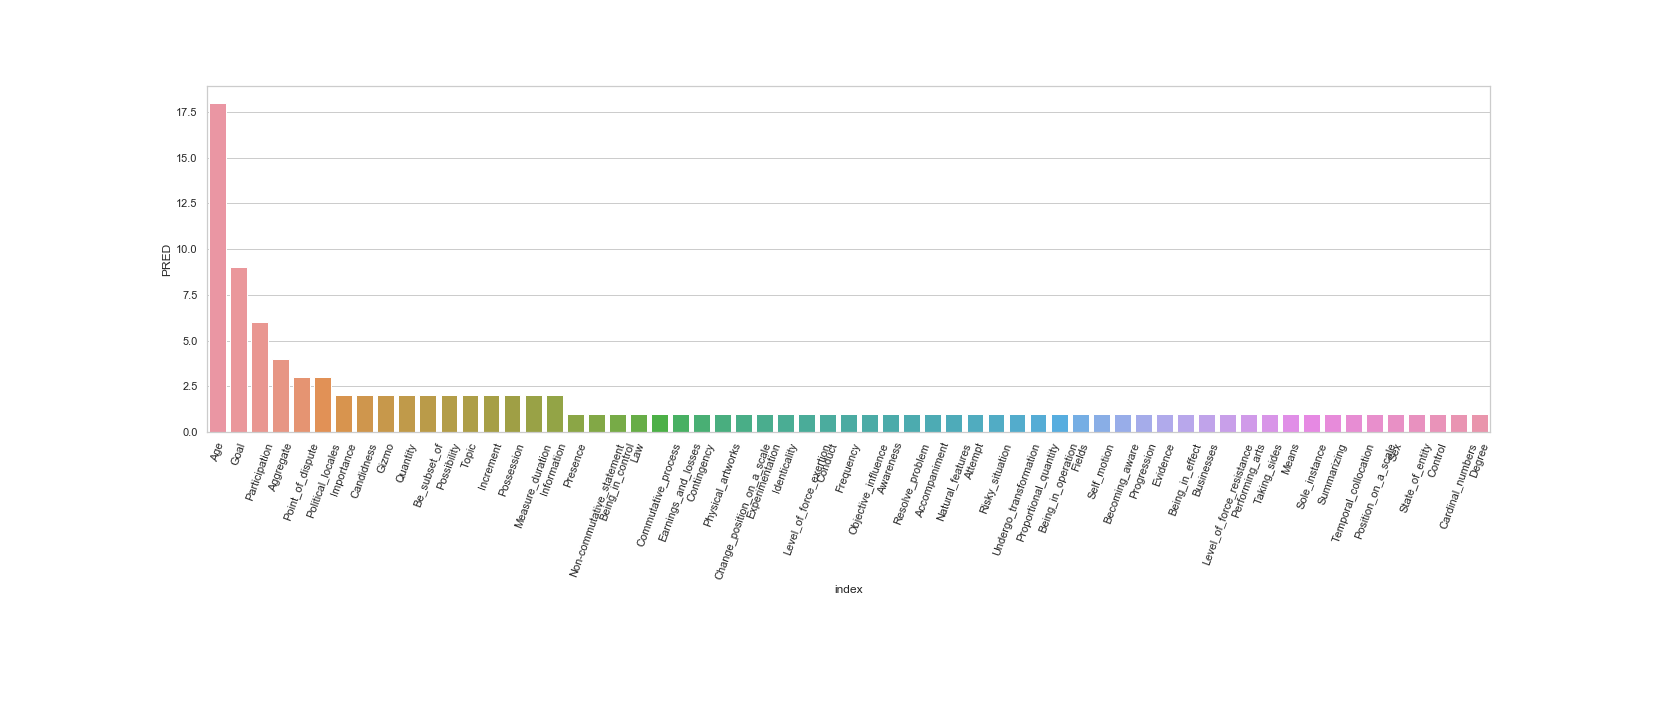 PRED
17.5
15.0
12.5
10.0
7.5
5.0
2.5
0.0
Age
Goal
Participation
Aggregate
Point_of_dispute
Political_locales
Importance
Candidness
Gizmo
Quantity
Be_subset_of
Possibility
Topic
Increment
Possession
Measure_duration
Information
Presence
Non-commutative_statement
Being_in_control
Law
Commutative_process
Earnings_and_losses
Contingency
Physical_artworks
Change_position_on_a_scale
Experimentation
Identicality
Level_of_force_exertion
Conduct
Frequency
Objective_influence
Awareness
Resolve_problem
Accompaniment
Natural_features
Attempt
Risky_situation
Undergo_transformation
Proportional_quantity
Being_in_operation
Fields
Self_motion
Becoming_aware
Progression
Evidence
Being_in_effect
Businesses
Level_of_force_resistance
Performing_arts
Taking_sides
Means
Sole_instance
Summarizing
Temporal_collocation
Position_on_a_scale
Sex
State_of_entity
Control
Cardinal_numbers
Degree
index